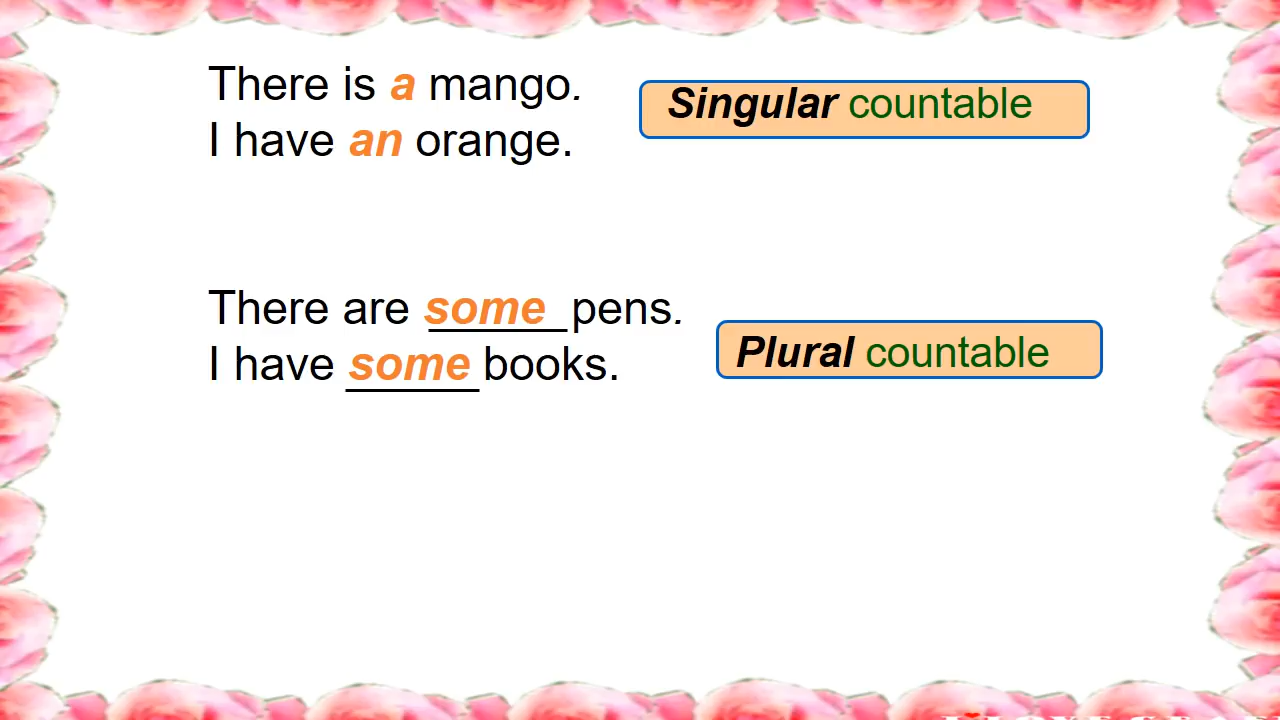 There is a mango.
I have an orange.
Singular countable
There are some pens.
I have some books.
Plural countable